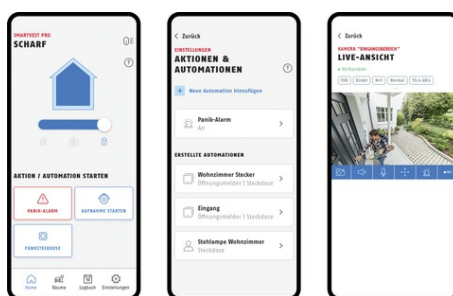 SMARTVEST PRO
SCHARF
AKTION / AUTOMATION STARTEN
PANIK-ALARM
AUFNAHME STARTEN
FUNKSTECKDOSE
Home
Räume
Logbuch
Einstellungen
Zurück
EINSTELLUNGEN
AKTIONEN &
AUTOMATIONEN
Neue Automation hinzufügen
Panik-Alarm
An
ERSTELLTE AUTOMATIONEN
Wohnzimmer Stecker
Öffnungsmelder | Steckdose
Eingang
Öffnungsmelder | Steckdose
Stehlampe Wohnzimmer
Steckdose
Zurück
KAMERA "EINGANGSBEREICH"
LIVE-ANSICHT
Verbunden
Direkt
Normal